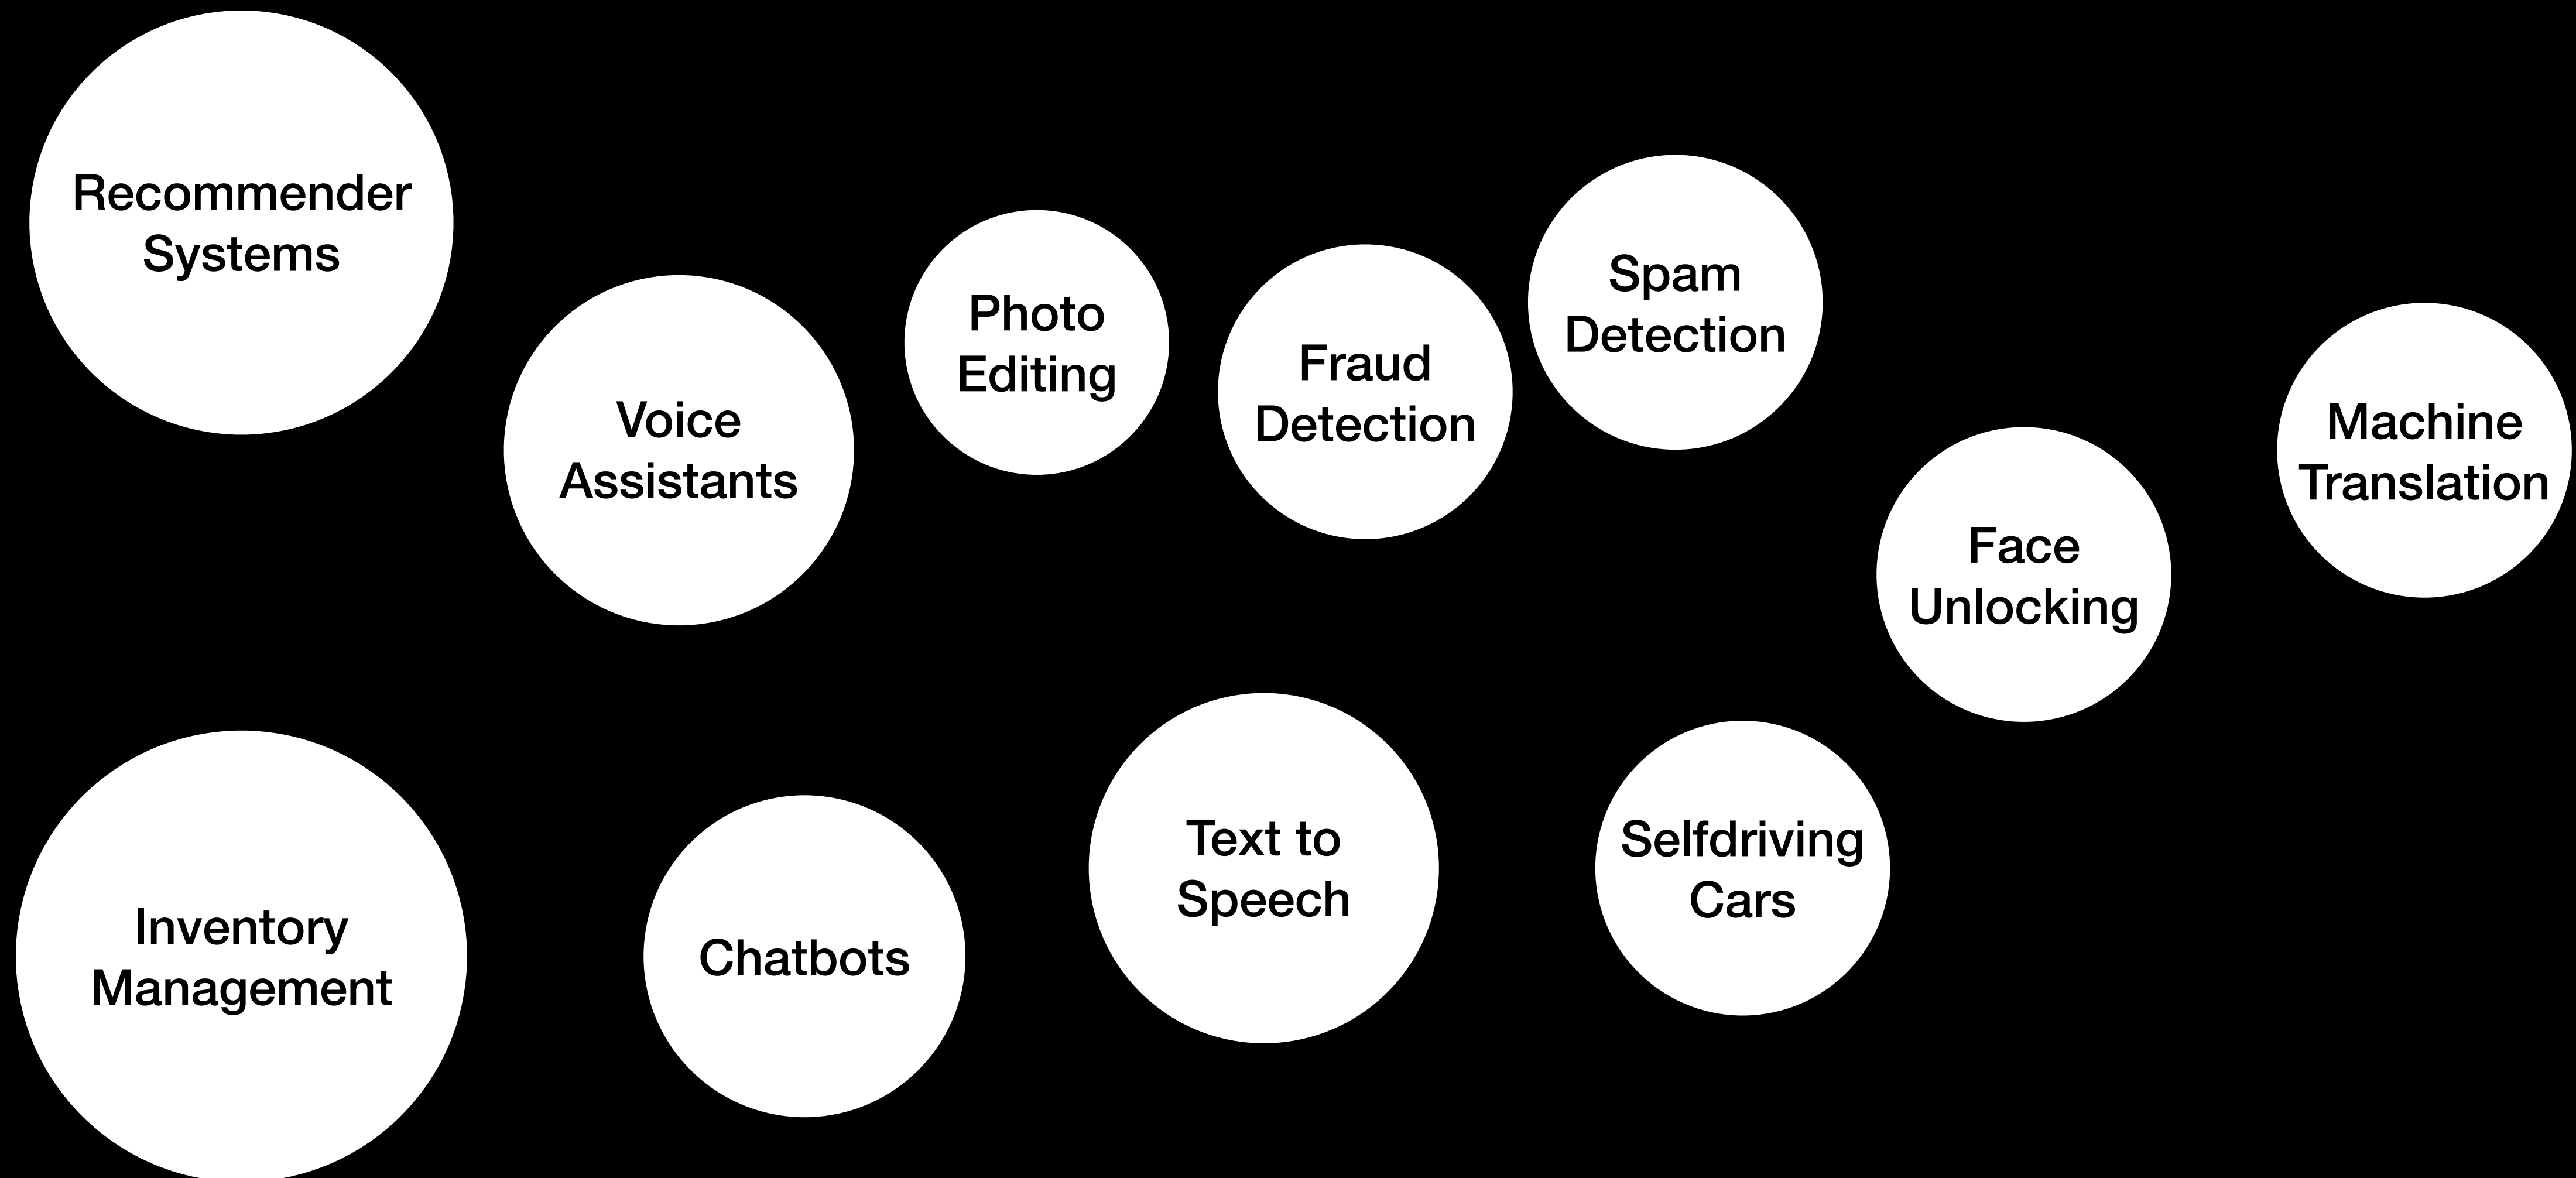 Recommender
Systems
Voice
Assistants
Photo
Editing
Fraud
Detection
Spam
Detection
Face
Unlocking
Machine
Translation
Inventory
Management
Chatbots
Text to
Speech
Selfdriving
Cars